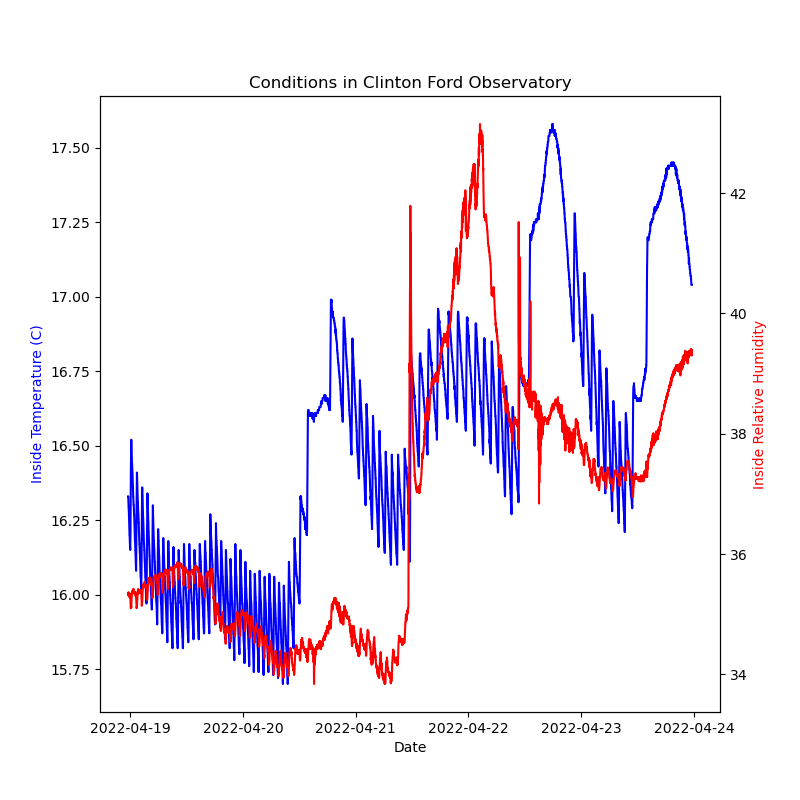 Conditions in Clinton Ford Observatory
17.50
17.25
17.00
16.75
16.50
16.25
16.00
15.75
Inside Temperature (C)
42
40
38
36
34
Inside Relative Humidity
2022-04-19 2022-04-20 2022-04-21 2022-04-22 2022-04-23 2022-04-24
Date